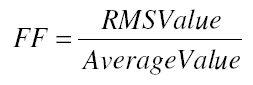 FF = RMSValue / AverageValue